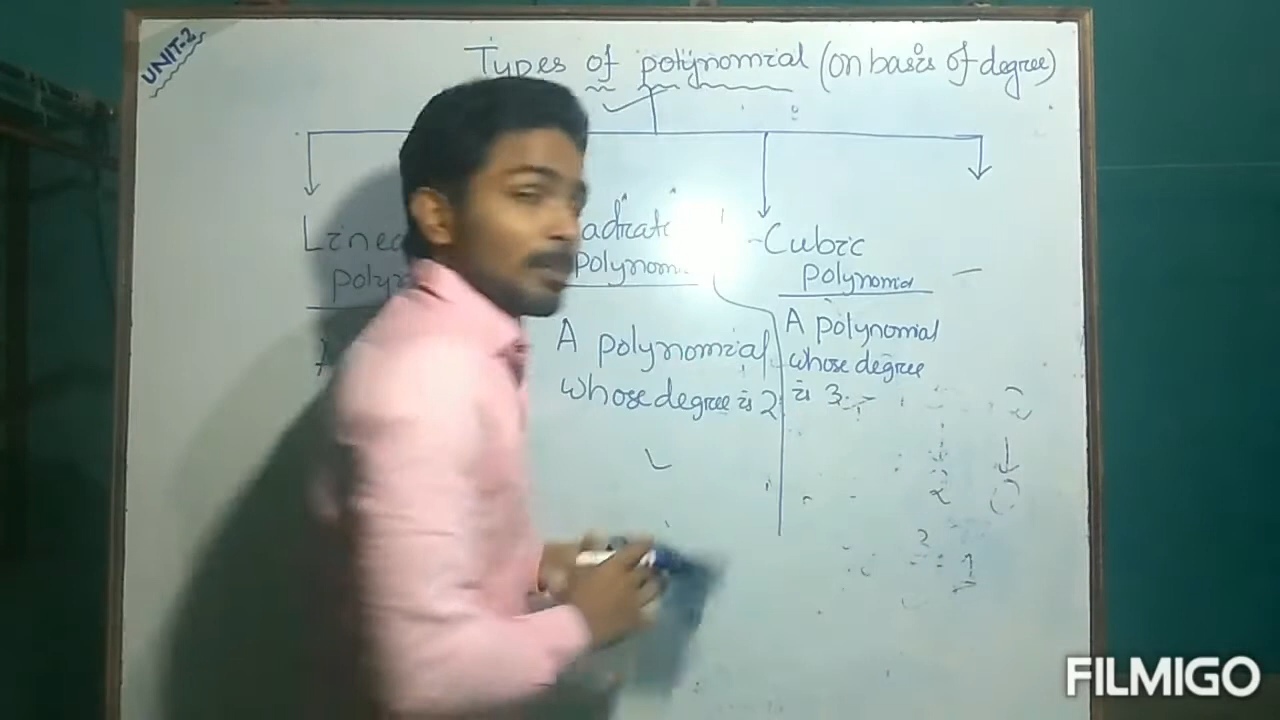 UNIT-2
Types of polynomial (on basis of degree)
Cubic
Polynomia
A polynomial
whose degree is 2
A polynomial
whose degree
is 3.
FILMIGO